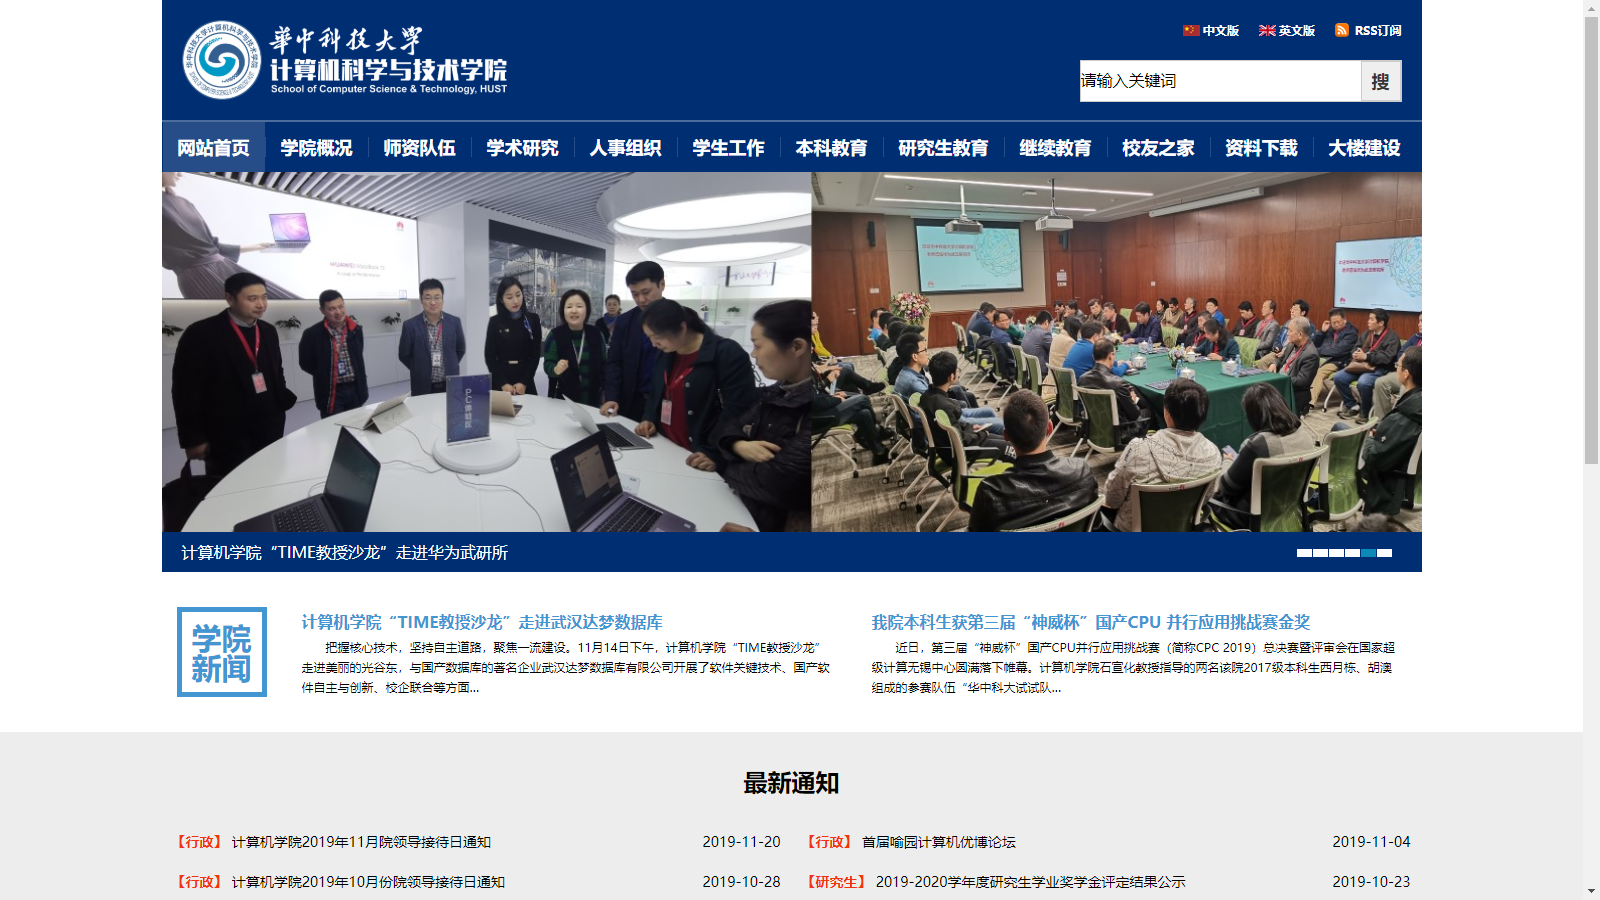 华中科技大学
计算机科学与技术学院
School of Computer Science & Technology, HUST
中文版 英文版 RSS订阅
请输入关键词 搜
网站首页 学院概况 师资队伍 学术研究 人事组织 学生工作 本科教育 研究生教育 继续教育 校友之家 资料下载 大楼建设
计算机学院“TIME教授沙龙”走进华为武研所
学院
新闻
计算机学院“TIME教授沙龙”走进武汉达梦数据库
把握核心技术，坚持自主道路，聚焦一流建设。11月14日下午，计算机学院“TIME教授沙龙”
走进美丽的光谷东，与国产数据库的著名企业武汉达梦数据库有限公司开展了软件关键技术、国产软
件自主与创新、校企联合等方面...
我院本科生获第三届“神威杯”国产CPU 并行应用挑战赛金奖
近日，第三届“神威杯”国产CPU并行应用挑战赛（简称CPC 2019）总决赛暨评审会在国家超
级计算无锡中心圆满落下帷幕。计算机学院石宣化教授指导的两名该院2017级本科生西月栋、胡澳
组成的参赛队伍“华中科大试试队...
最新通知
【行政】 计算机学院2019年11月院领导接待日通知 2019-11-20
【行政】 首届喻园计算机优博论坛 2019-11-04
【行政】 计算机学院2019年10月份院领导接待日通知 2019-10-28
【研究生】 2019-2020学年度研究生学业奖学金评定结果公示 2019-10-23